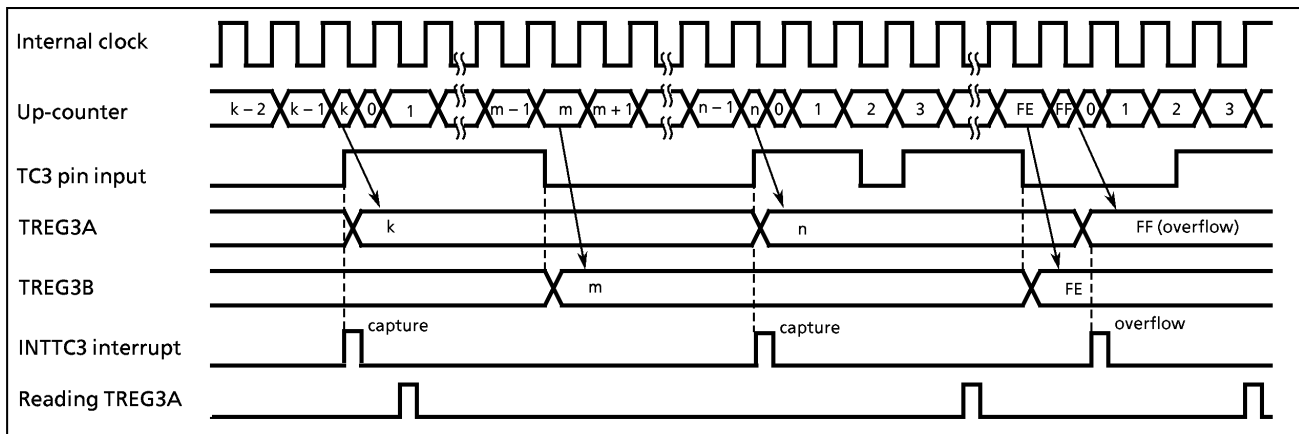 Internal clock
Up-counter k – 2 k – 1 k 0 1 m – 1 m m + 1 n – 1 n 0 1 2 3 FE FF 0 1 2 3
TC3 pin input
TREG3A k n FF (overflow)
TREG3B m FE
INTTC3 interrupt capture capture overflow
Reading TREG3A